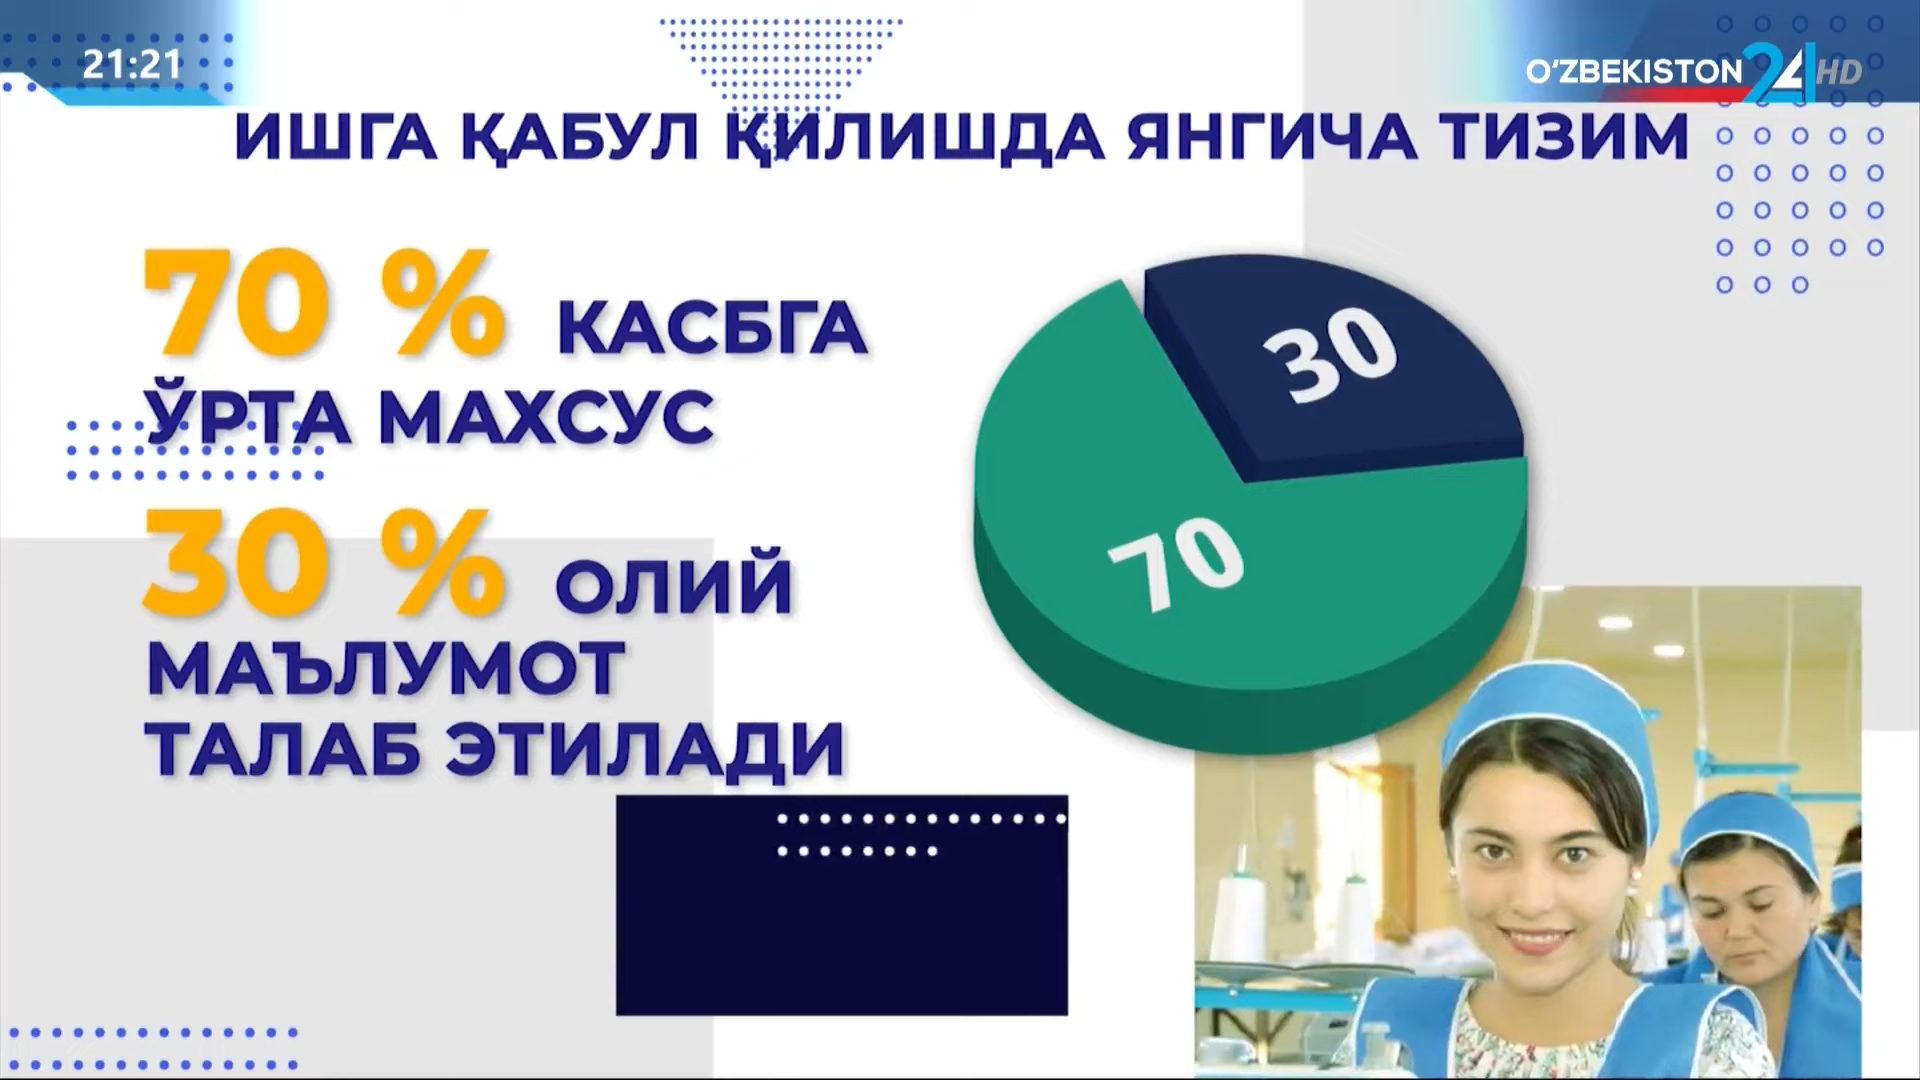 21:21
O‘ZBEKISTON 24 HD
ИШГА ҚАБУЛ ҚИЛИШДА ЯНГИЧА ТИЗИМ
70 % КАСБГА
ЎРТА МАХСУС
30 % ОЛИЙ
МАЪЛУМОТ
ТАЛАБ ЭТИЛАДИ
30
70